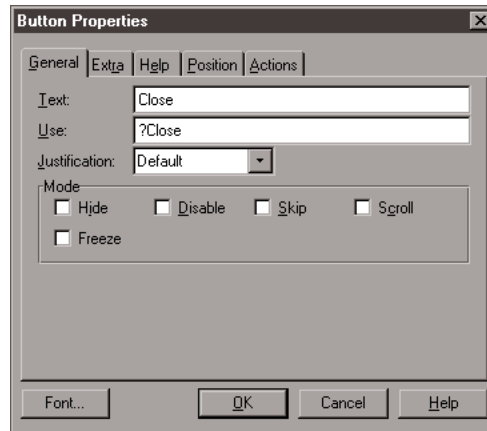 Button Properties
General Extra Help Position Actions
Text: Close
Use: ?Close
Justification: Default
Mode
Hide Disable Skip Scroll
Freeze
Font... OK Cancel Help